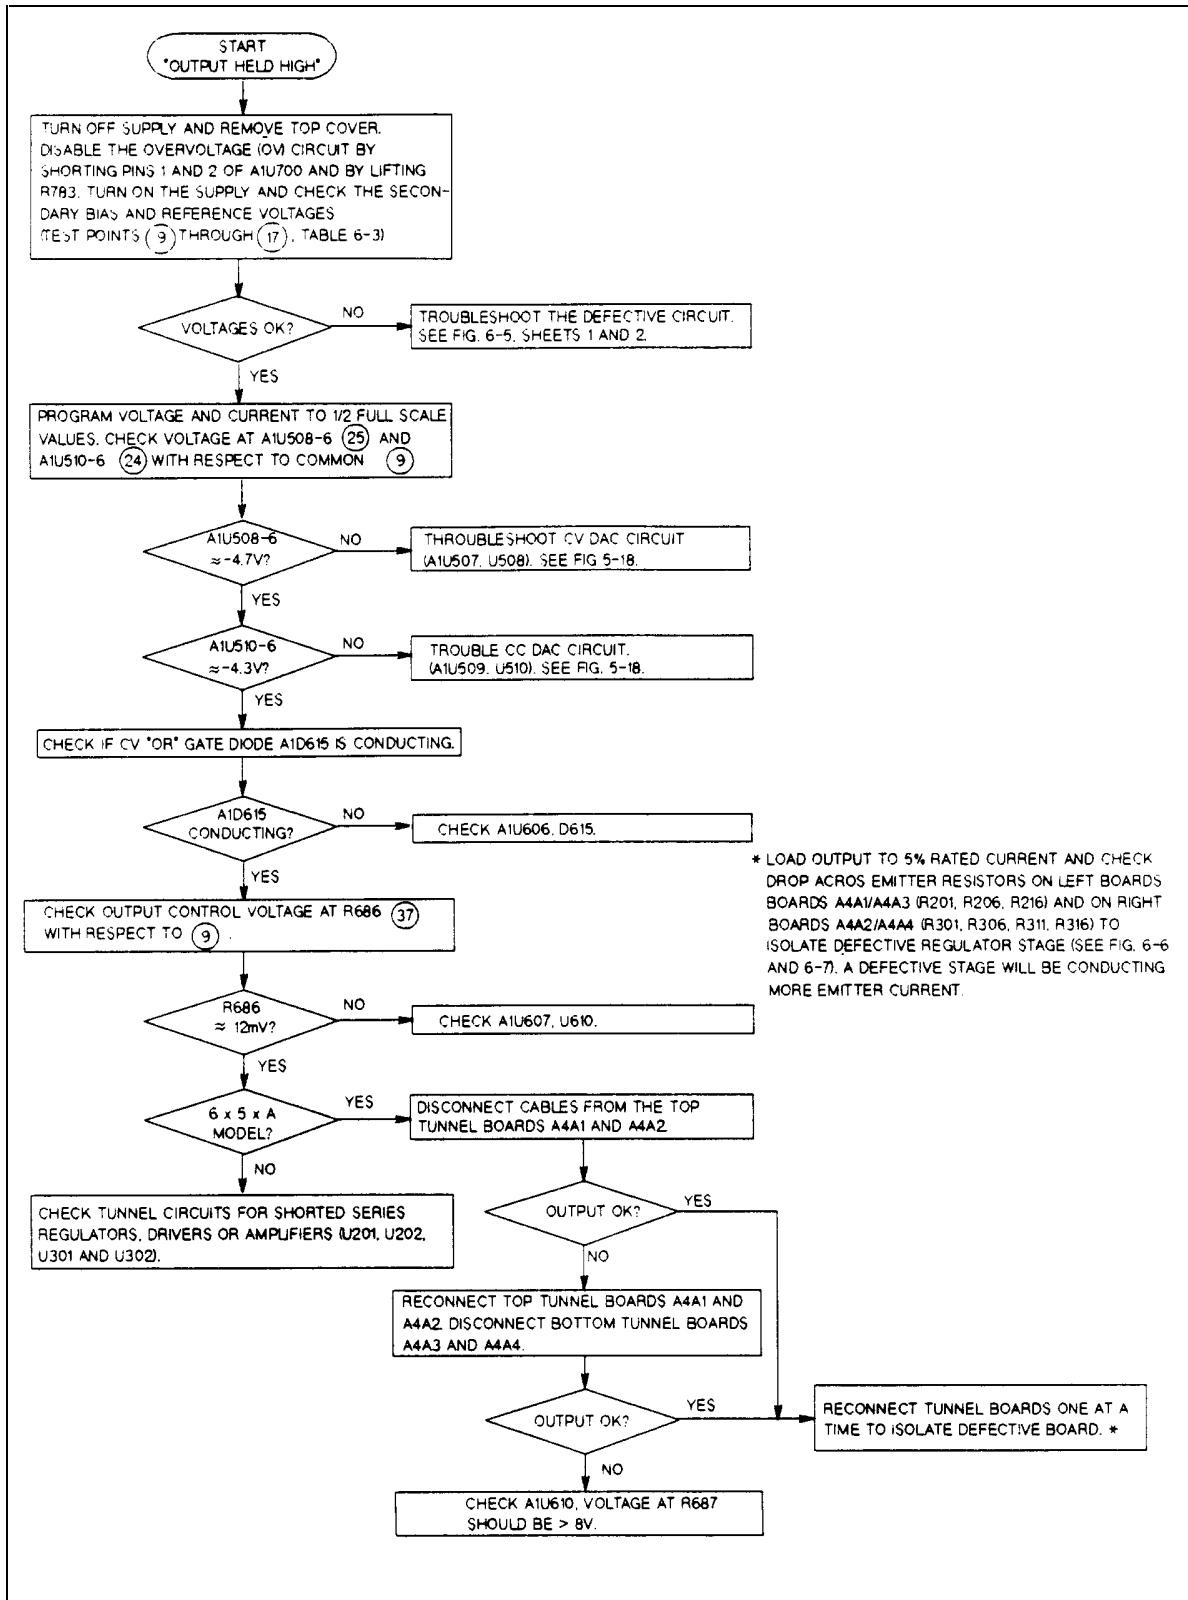 START
"OUTPUT HELD HIGH"
TURN OFF SUPPLY AND REMOVE TOP COVER.
DISABLE THE OVERVOLTAGE (OV) CIRCUIT BY
SHORTING PINS 1 AND 2 OF A1U700 AND BY LIFTING
R783. TURN ON THE SUPPLY AND CHECK THE SECON-
DARY BIAS AND REFERENCE VOLTAGES
(TEST POINTS 9 THROUGH 17, TABLE 6-3)
VOLTAGES OK?
NO
TROUBLESHOOT THE DEFECTIVE CIRCUIT.
SEE FIG. 6-5. SHEETS 1 AND 2.
YES
PROGRAM VOLTAGE AND CURRENT TO 1/2 FULL SCALE
VALUES. CHECK VOLTAGE AT A1U508-6 25 AND
A1U510-6 24 WITH RESPECT TO COMMON 9
A1U508-6
≈-4.7V?
NO
THROUBLESHOOT CV DAC CIRCUIT
(A1U507, U508). SEE FIG 5-18.
YES
A1U510-6
≈-4.3V?
NO
TROUBLE CC DAC CIRCUIT.
(A1U509, U510). SEE FIG. 5-18.
YES
CHECK IF CV "OR" GATE DIODE A1D615 IS CONDUCTING.
A1D615
CONDUCTING?
NO
CHECK A1U606, D615.
YES
CHECK OUTPUT CONTROL VOLTAGE AT R686 37
WITH RESPECT TO 9 .
R686
≈ 12mV?
NO
CHECK A1U607, U610.
YES
6 x 5 x A
MODEL?
YES
DISCONNECT CABLES FROM THE TOP
TUNNEL BOARDS A4A1 AND A4A2.
NO
CHECK TUNNEL CIRCUITS FOR SHORTED SERIES
REGULATORS, DRIVERS OR AMPLIFIERS (U201, U202,
U301 AND U302).
OUTPUT OK?
YES
NO
RECONNECT TOP TUNNEL BOARDS A4A1 AND
A4A2. DISCONNECT BOTTOM TUNNEL BOARDS
A4A3 AND A4A4.
OUTPUT OK?
YES
RECONNECT TUNNEL BOARDS ONE AT A
TIME TO ISOLATE DEFECTIVE BOARD. *
NO
CHECK A1U610, VOLTAGE AT R687
SHOULD BE > 8V.
* LOAD OUTPUT TO 5% RATED CURRENT AND CHECK
DROP ACROS EMITTER RESISTORS ON LEFT BOARDS
BOARDS A4A1/A4A3 (R201, R206, R216) AND ON RIGHT
BOARDS A4A2/A4A4 (R301, R306, R311, R316) TO
ISOLATE DEFECTIVE REGULATOR STAGE (SEE FIG. 6-6
AND 6-7). A DEFECTIVE STAGE WILL BE CONDUCTING
MORE EMITTER CURRENT.